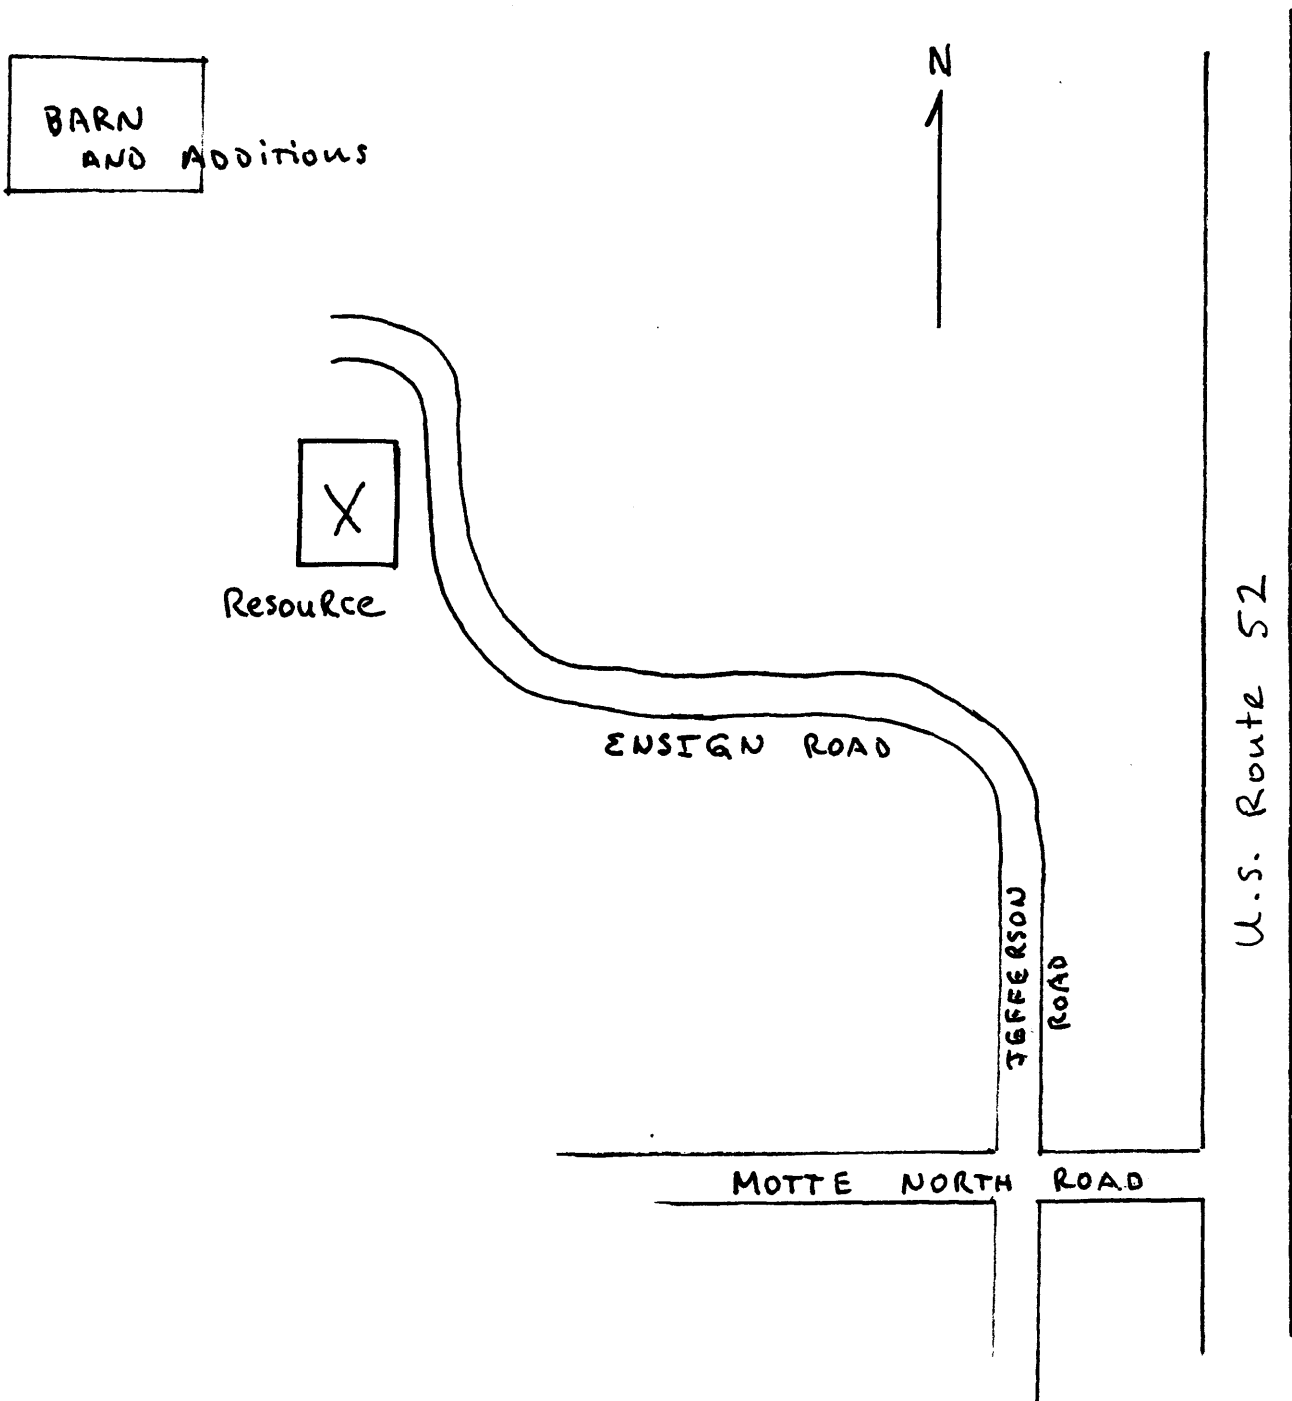 N
BARN
AND ADDITIONS
X
Resource
ENSIGN ROAD
U.S. Route 52
JEFFERSON
ROAD
MOTTE NORTH ROAD